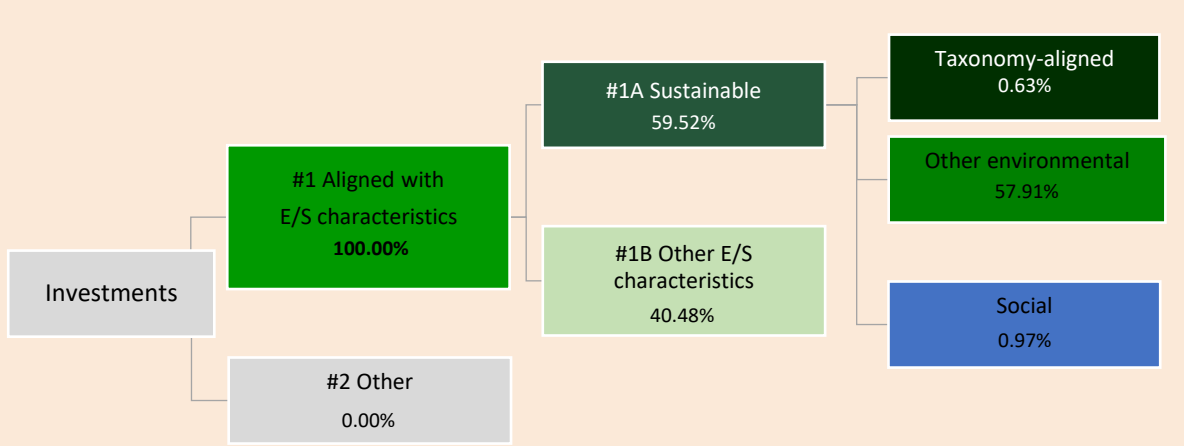 Investments
#1 Aligned with
E/S characteristics
100.00%
#2 Other
0.00%
#1A Sustainable
59.52%
#1B Other E/S
characteristics
40.48%
Taxonomy-aligned
0.63%
Other environmental
57.91%
Social
0.97%